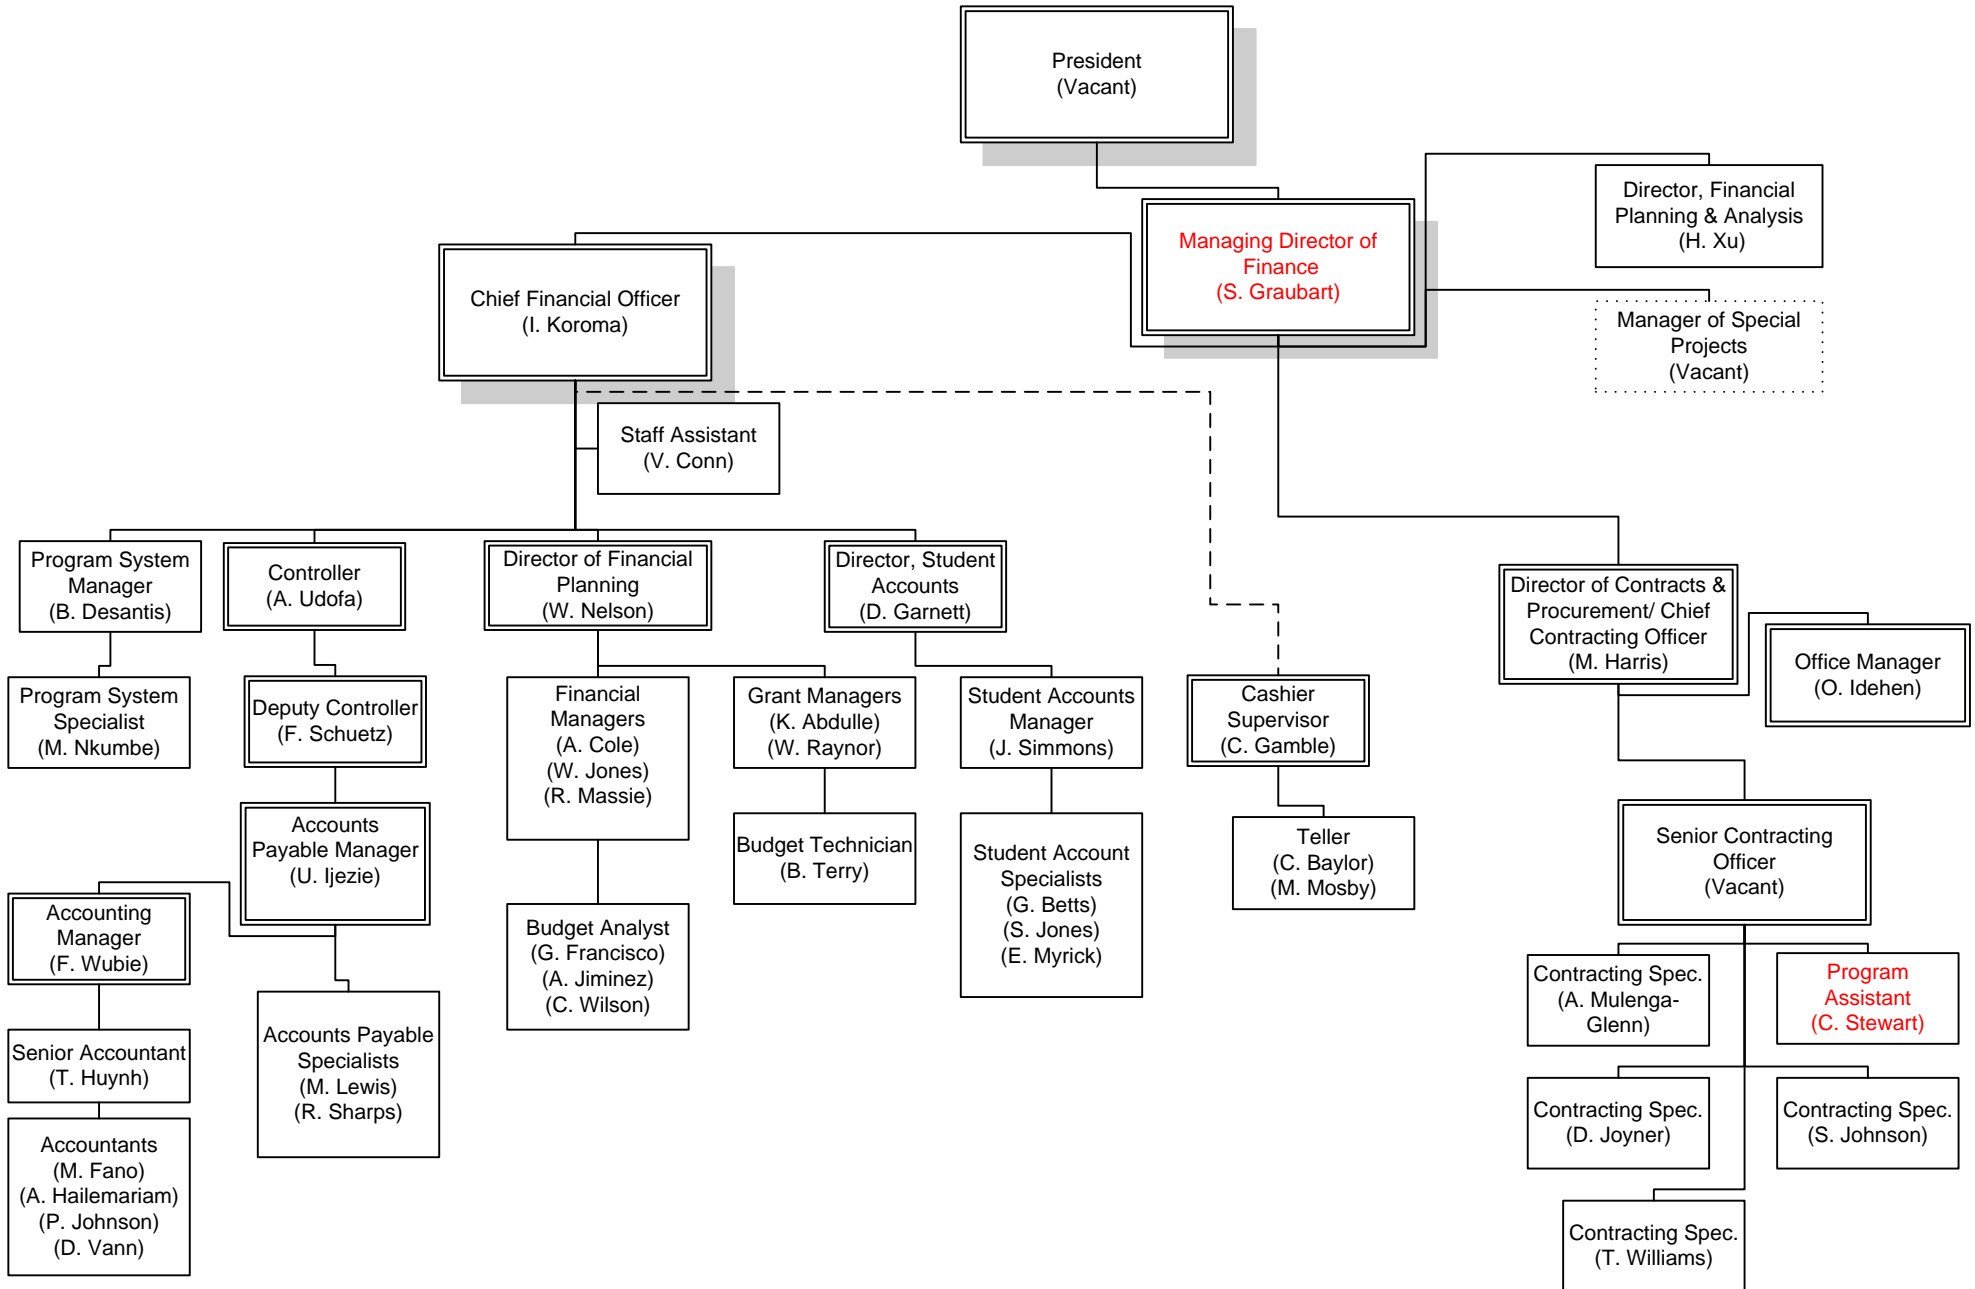 President
(Vacant)
Director, Financial
Planning & Analysis
(H. Xu)
Managing Director of
Finance
(S. Graubart)
Chief Financial Officer
(I. Koroma)
Manager of Special
Projects
(Vacant)
Staff Assistant
(V. Conn)
Program System
Manager
(B. Desantis)
Controller
(A. Udofa)
Director of Financial
Planning
(W. Nelson)
Director, Student
Accounts
(D. Garnett)
Director of Contracts &
Procurement/ Chief
Contracting Officer
(M. Harris)
Office Manager
(O. Idehen)
Program System
Specialist
(M. Nkumbe)
Deputy Controller
(F. Schuetz)
Financial
Managers
(A. Cole)
(W. Jones)
(R. Massie)
Grant Managers
(K. Abdulle)
(W. Raynor)
Student Accounts
Manager
(J. Simmons)
Cashier
Supervisor
(C. Gamble)
Accounts
Payable Manager
(U. Ijezie)
Budget Technician
(B. Terry)
Student Account
Specialists
(G. Betts)
(S. Jones)
(E. Myrick)
Teller
(C. Baylor)
(M. Mosby)
Senior Contracting
Officer
(Vacant)
Accounting
Manager
(F. Wubie)
Budget Analyst
(G. Francisco)
(A. Jiminez)
(C. Wilson)
Contracting Spec.
(A. Mulenga-
Glenn)
Program
Assistant
(C. Stewart)
Senior Accountant
(T. Huynh)
Accounts Payable
Specialists
(M. Lewis)
(R. Sharps)
Contracting Spec.
(D. Joyner)
Contracting Spec.
(S. Johnson)
Accountants
(M. Fano)
(A. Hailemariam)
(P. Johnson)
(D. Vann)
Contracting Spec.
(T. Williams)